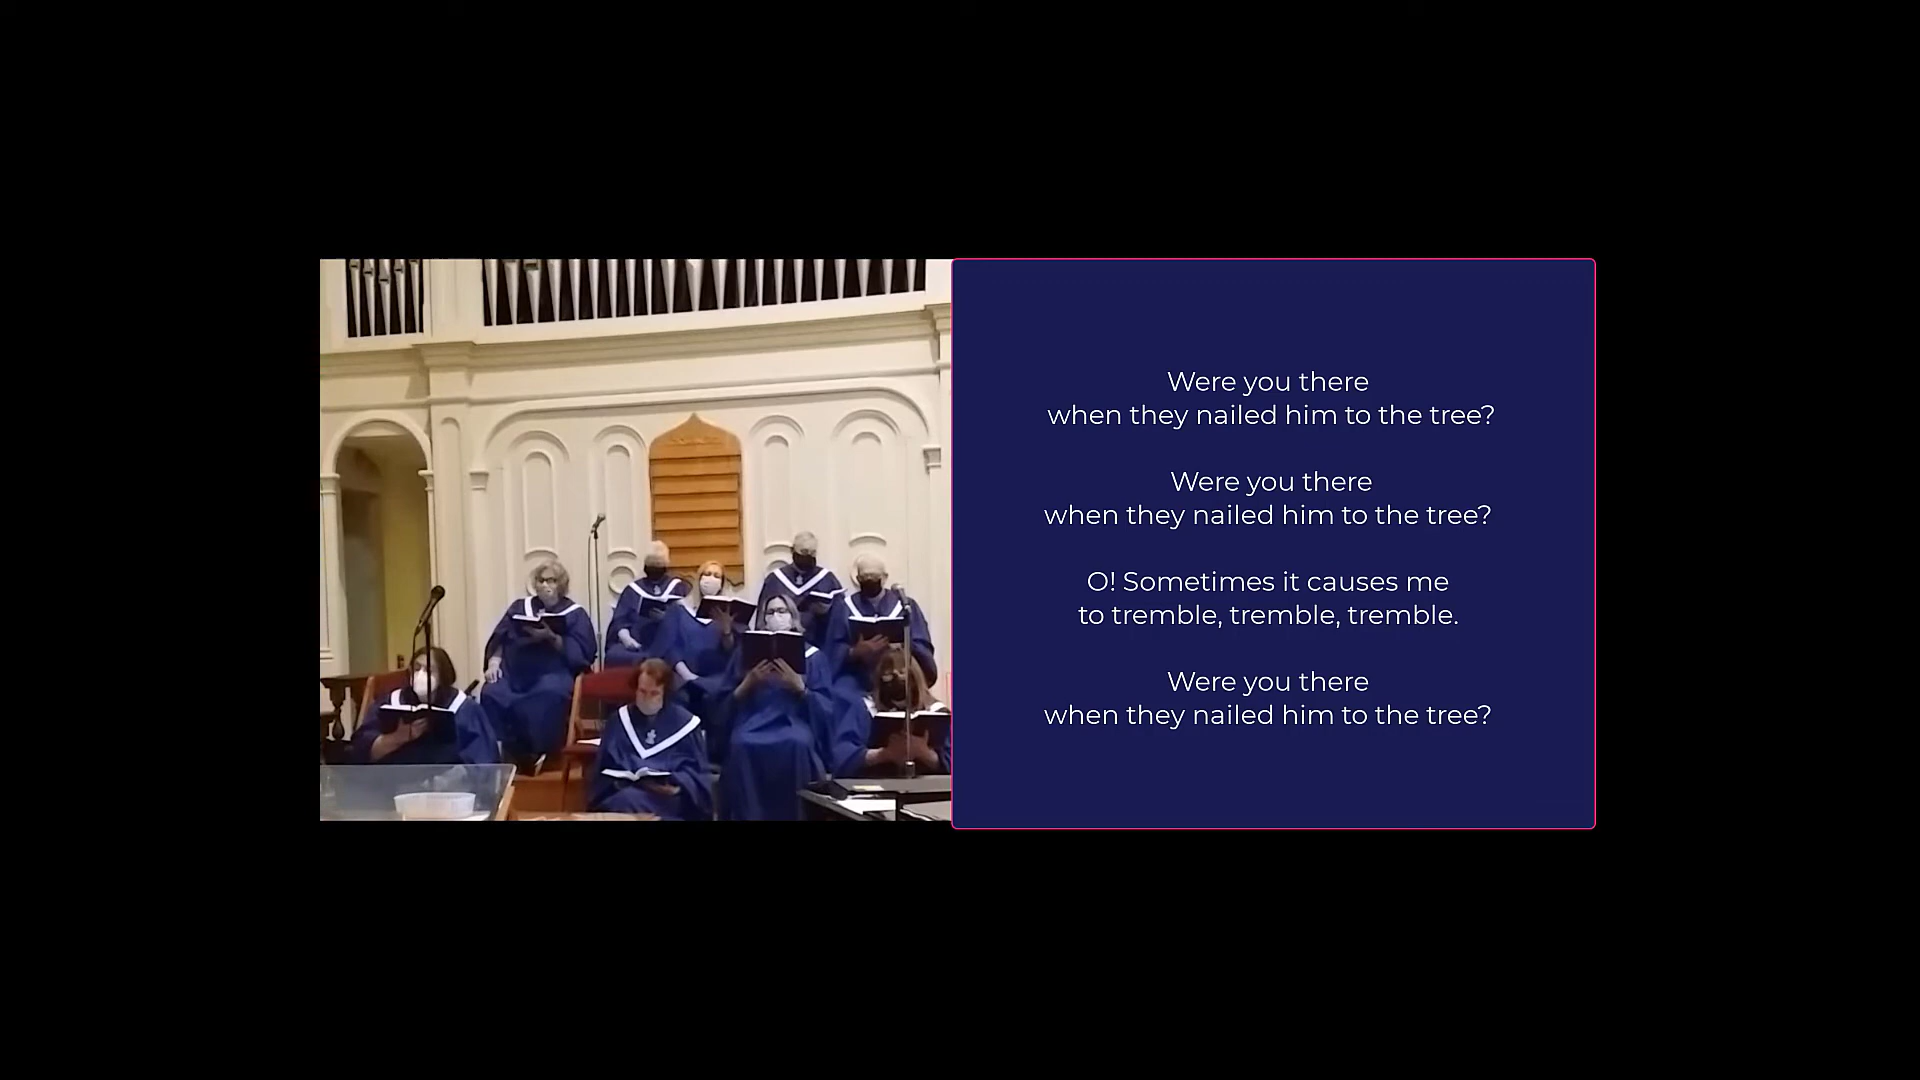 Were you there
when they nailed him to the tree?
Were you there
when they nailed him to the tree?
O! Sometimes it causes me
to tremble, tremble, tremble.
Were you there
when they nailed him to the tree?